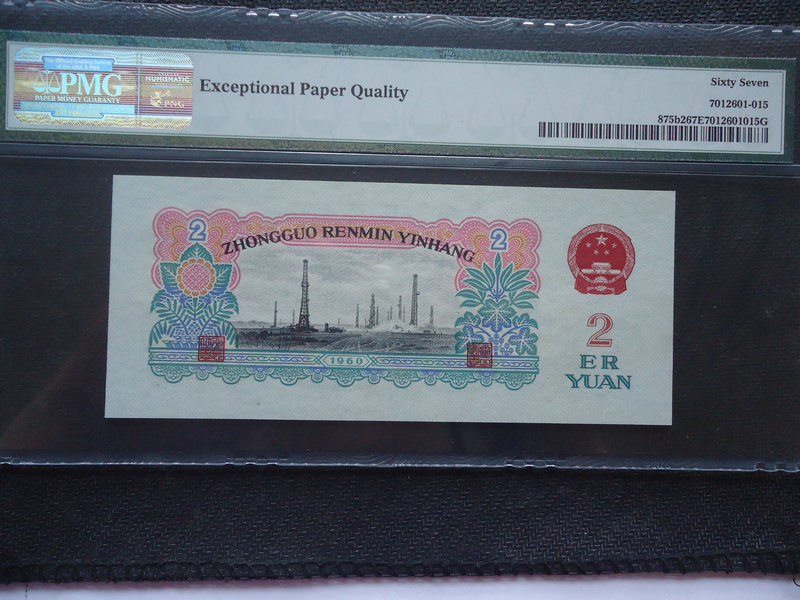 PMG
PAPER MONEY GUARANTY
NUMISMATIC
PNG
Exceptional Paper Quality
Sixty Seven
7012601-015
875b267E7012601015G
2
ZHONGGUO RENMIN YINHANG
2
1960
2
ER
YUAN